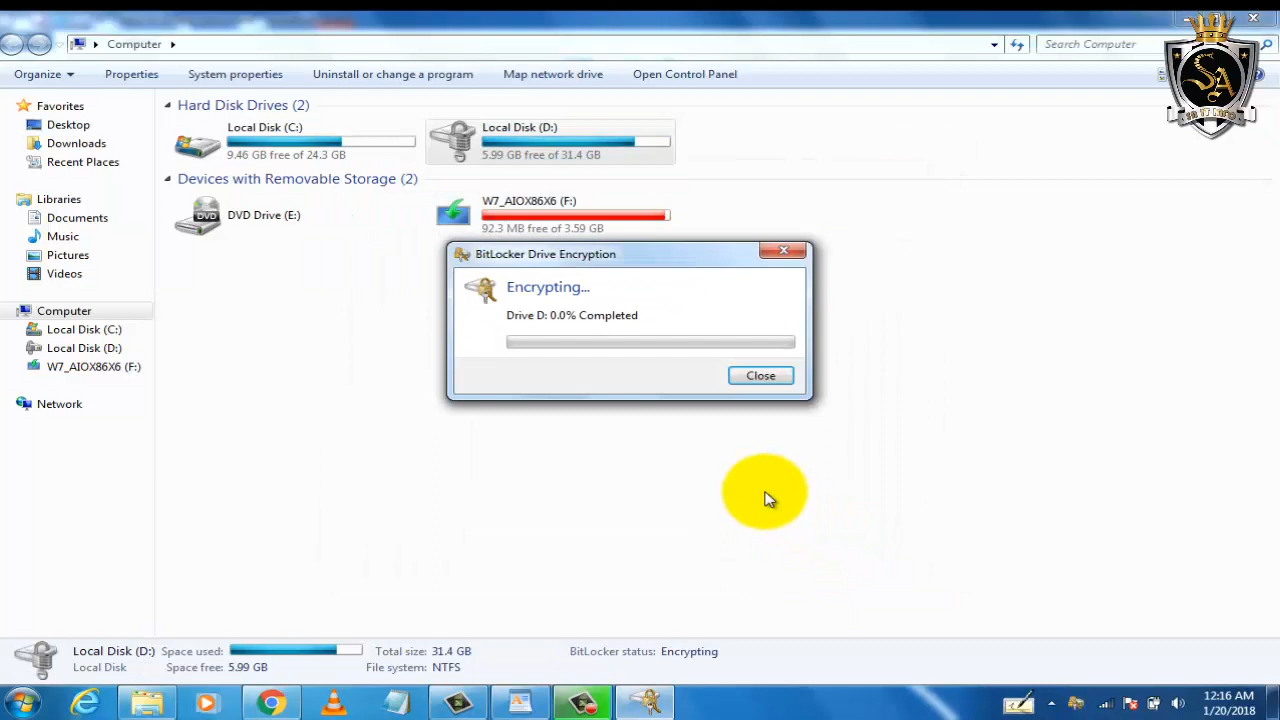 Computer
Search Computer
Organize
Properties
System properties
Uninstall or change a program
Map network drive
Open Control Panel
SA
SA IT INFO
Favorites
Desktop
Downloads
Recent Places
Libraries
Documents
Music
Pictures
Videos
Computer
Local Disk (C:)
Local Disk (D:)
W7_AIOX86X6 (F:)
Network
Hard Disk Drives (2)
Local Disk (C:)
9.46 GB free of 24.3 GB
Local Disk (D:)
5.99 GB free of 31.4 GB
Devices with Removable Storage (2)
DVD
DVD Drive (E:)
W7_AIOX86X6 (F:)
92.3 MB free of 3.59 GB
BitLocker Drive Encryption
Encrypting...
Drive D: 0.0% Completed
Close
Local Disk (D:) Space used: Total size: 31.4 GB BitLocker status: Encrypting
Local Disk Space free: 5.99 GB File system: NTFS
12:16 AM
1/20/2018